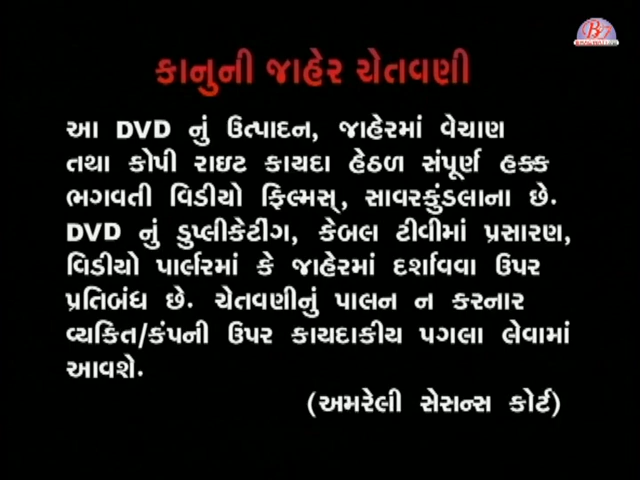 કાનુની જાહેર ચેતવણી
આ DVD નું ઉત્પાદન, જાહેરમાં વેચાણ
તથા કોપી રાઇટ કાયદા હેઠળ સંપૂર્ણ હક્ક
ભગવતી વિડીયો ફિલ્મસ્, સાવરકુંડલાના છે.
DVD નું ડુપ્લીકેટીંગ, કેબલ ટીવીમાં પ્રસારણ,
વિડીયો પાર્લરમાં કે જાહેરમાં દર્શાવવા ઉપર
પ્રતિબંધ છે. ચેતવણીનું પાલન ન કરનાર
વ્યકિત/કંપની ઉપર કાયદાકીય પગલા લેવામાં
આવશે.
(અમરેલી સેસન્સ કોર્ટ)